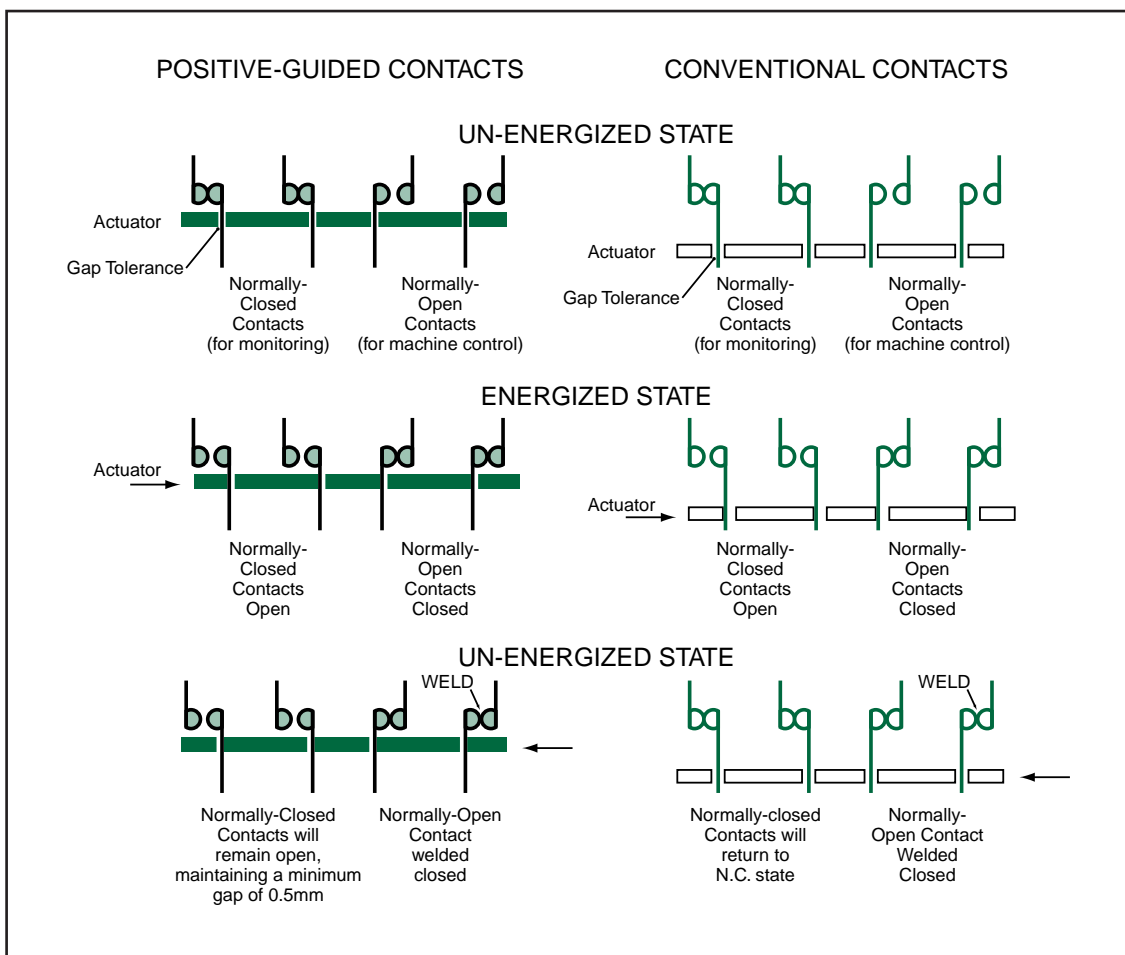 POSITIVE-GUIDED CONTACTS
CONVENTIONAL CONTACTS
UN-ENERGIZED STATE
Actuator
Gap Tolerance
Normally-
Closed
Contacts
(for monitoring)
Normally-
Open
Contacts
(for machine control)
Actuator
Gap Tolerance
Normally-
Closed
Contacts
(for monitoring)
Normally-
Open
Contacts
(for machine control)
ENERGIZED STATE
Actuator
Normally-
Closed
Contacts
Open
Normally-
Open
Contacts
Closed
Actuator
Normally-
Closed
Contacts
Open
Normally-
Open
Contacts
Closed
UN-ENERGIZED STATE
WELD
Normally-Closed
Contacts will
remain open,
maintaining a minimum
gap of 0.5mm
Normally-Open
Contact
welded
closed
WELD
Normally-closed
Contacts will
return to
N.C. state
Normally-
Open Contact
Welded
Closed